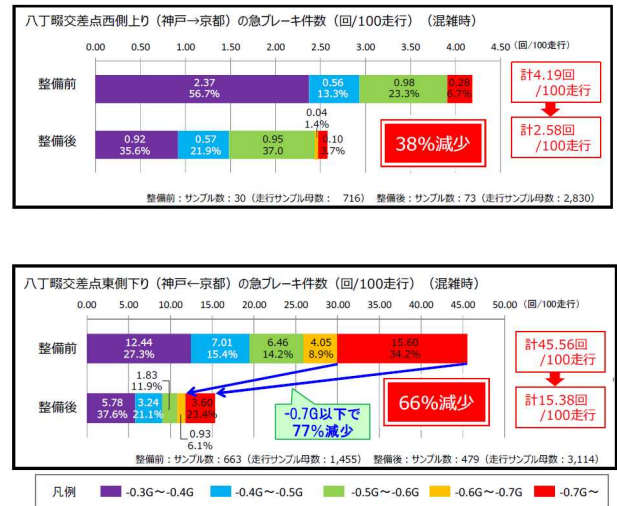 八丁畷交差点西側上り（神戸→京都）の急ブレーキ件数（回/100走行）（混雑時）
0.00 0.50 1.00 1.50 2.00 2.50 3.00 3.50 4.00 4.50（回/100走行）
整備前
2.37 0.56 0.98 0.28
56.7% 13.3% 23.3% 6.7%
計4.19回
/100走行
0.04
1.4%
整備後
0.92 0.57 0.95 0.10
35.6% 21.9% 37.0 3.7%
38%減少
計2.58回
/100走行
整備前：サンプル数：30（走行サンプル母数： 716） 整備後：サンプル数：73（走行サンプル母数：2,830）
八丁畷交差点東側下り（神戸←京都）の急ブレーキ件数（回/100走行）（混雑時）
0.00 5.00 10.00 15.00 20.00 25.00 30.00 35.00 40.00 45.00 50.00（回/100走行）
整備前
12.44 7.01 6.46 4.05 15.60
27.3% 15.4% 14.2% 8.9% 34.2%
計45.56回
/100走行
1.83
11.9%
整備後
5.78 3.24 3.60
37.6% 21.1% 23.4%
0.93
6.1%
-0.7G以下で
77%減少
66%減少
計15.38回
/100走行
整備前：サンプル数：663（走行サンプル母数：1,455） 整備後：サンプル数：479（走行サンプル母数：3,114）
凡例 -0.3G～-0.4G -0.4G～-0.5G -0.5G～-0.6G -0.6G～-0.7G -0.7G～